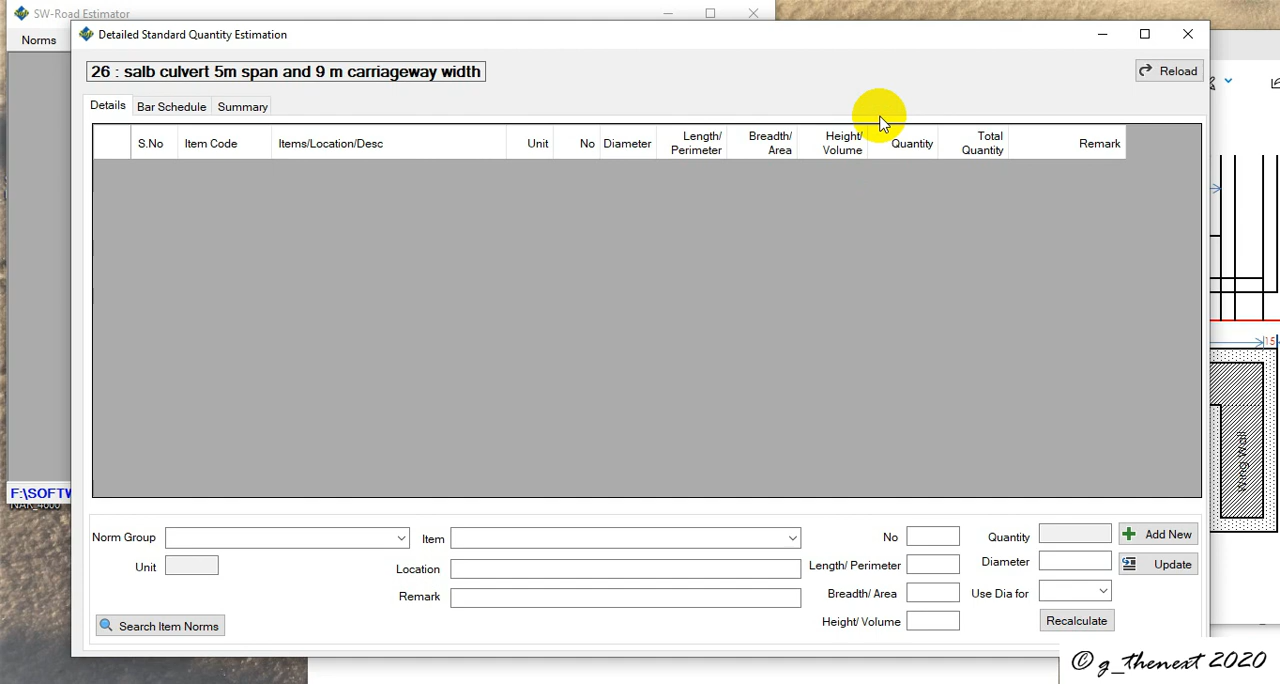 SW-Road Estimator
Norms
Detailed Standard Quantity Estimation
26 : salb culvert 5m span and 9 m carriageway width
Reload
Details
Bar Schedule
Summary
S.No
Item Code
Items/Location/Desc
Unit
No
Diameter
Length/
Perimeter
Breadth/
Area
Height/
Volume
Quantity
Total
Quantity
Remark
15
Wing Wall
F:\SOFTW
NAR_4000
Norm Group
Item
No
Quantity
Add New
Unit
Location
Length/ Perimeter
Diameter
Update
Remark
Breadth/ Area
Use Dia for
Search Item Norms
Height/ Volume
Recalculate
© g_thenext 2020